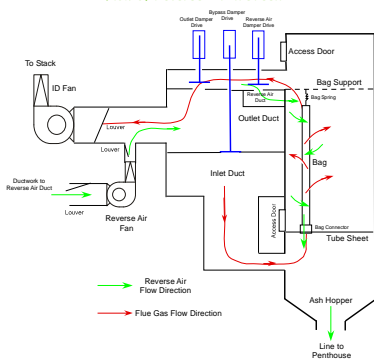 Outlet Damper
Drive
Bypass Damper
Drive
Reverse Air
Damper Drive
Access Door
To Stack
ID Fan
Bag Support
Bag Spring
Reverse Air
Duct
Louver
Outlet Duct
Louver
Bag
Ductwork to
Reverse Air Duct
Inlet Duct
Louver
Reverse Air
Fan
Access Door
Bag Connector
Tube Sheet
Reverse Air
Flow Direction
Flue Gas Flow Direction
Ash Hopper
Line to
Penthouse